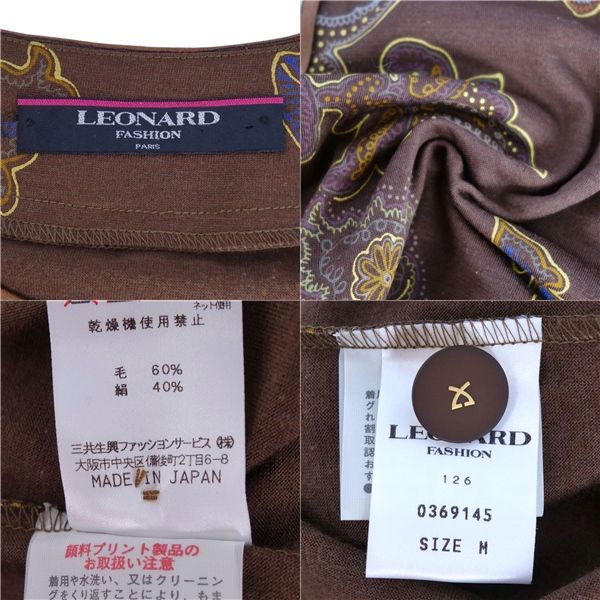 LEONARD
FASHION
PARIS
ネット使用
乾燥機使用禁止
毛 60%
絹 40%
三共生興ファッションサービス(株)
大阪市中央区備後町2丁目6-8
MADE IN JAPAN
顔料プリント製品の
お取扱い注意
着用や水洗い、又はクリーニン
グをくり返すことにより、もま
LEONARD
FASHION
126
0369145
SIZE M